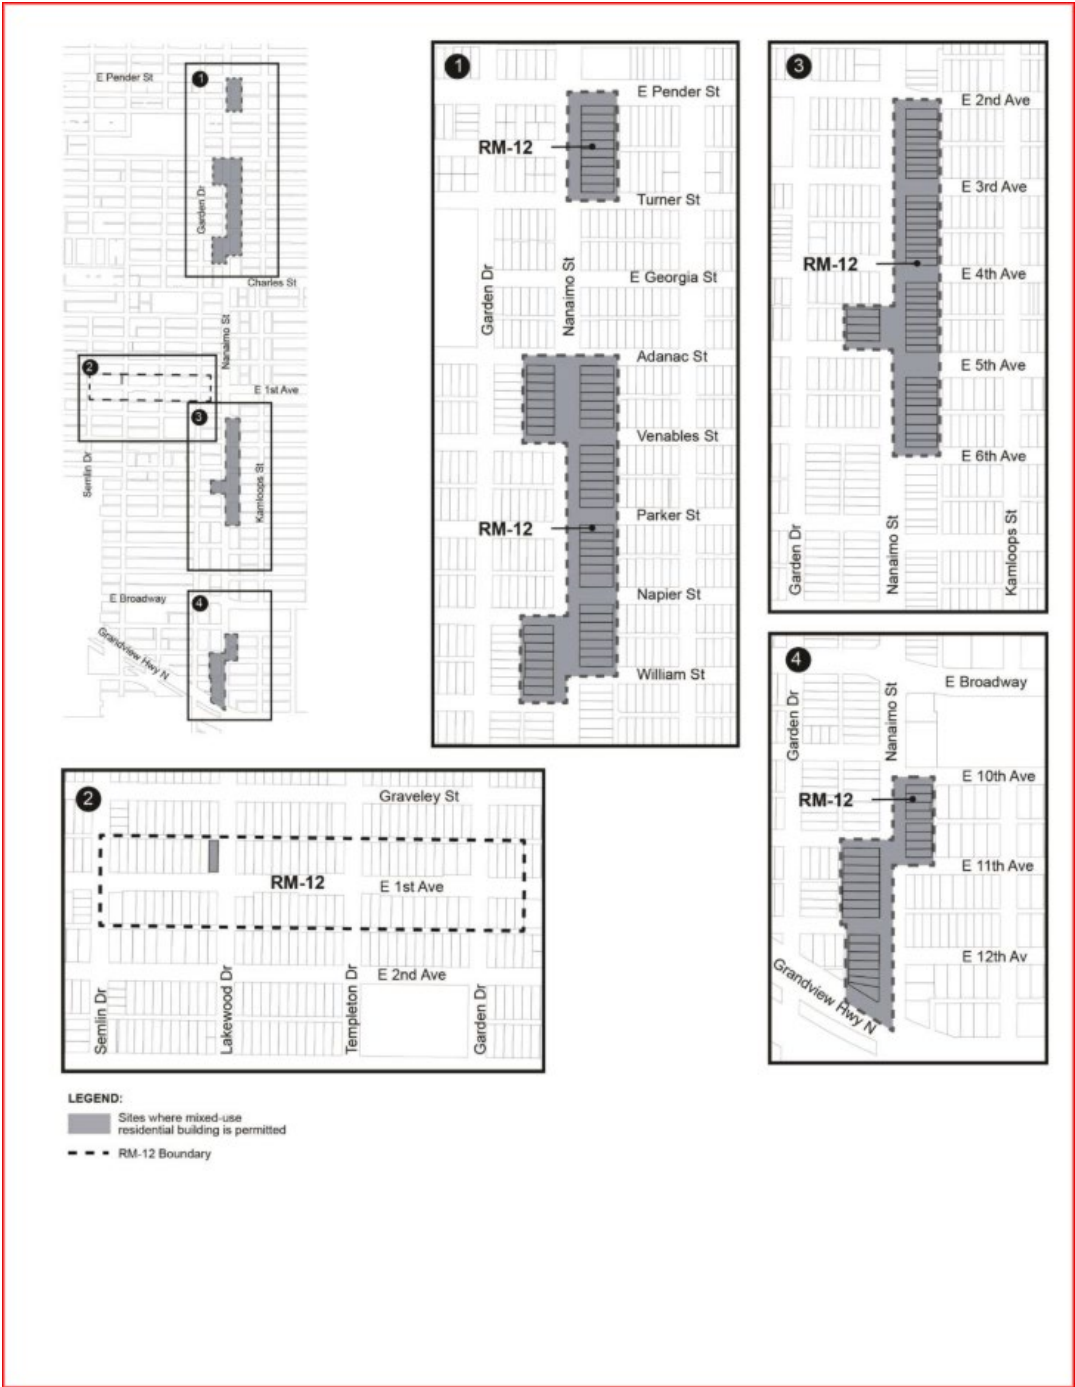 1
E Pender St
Garden Dr
Charles St
Nanaimo St
2
E 1st Ave
3
Semlin Dr
Kamloops St
E Broadway
4
Grandview Hwy N
1
E Pender St
RM-12
Turner St
Garden Dr
Nanaimo St
E Georgia St
Adanac St
Venables St
Parker St
RM-12
Napier St
William St
3
E 2nd Ave
E 3rd Ave
RM-12
E 4th Ave
E 5th Ave
E 6th Ave
Garden Dr
Nanaimo St
Kamloops St
4
E Broadway
Garden Dr
Nanaimo St
E 10th Ave
RM-12
E 11th Ave
E 12th Av
Grandview Hwy N
2
Graveley St
RM-12
E 1st Ave
E 2nd Ave
Semlin Dr
Lakewood Dr
Templeton Dr
Garden Dr
LEGEND:
Sites where mixed-use
residential building is permitted
RM-12 Boundary